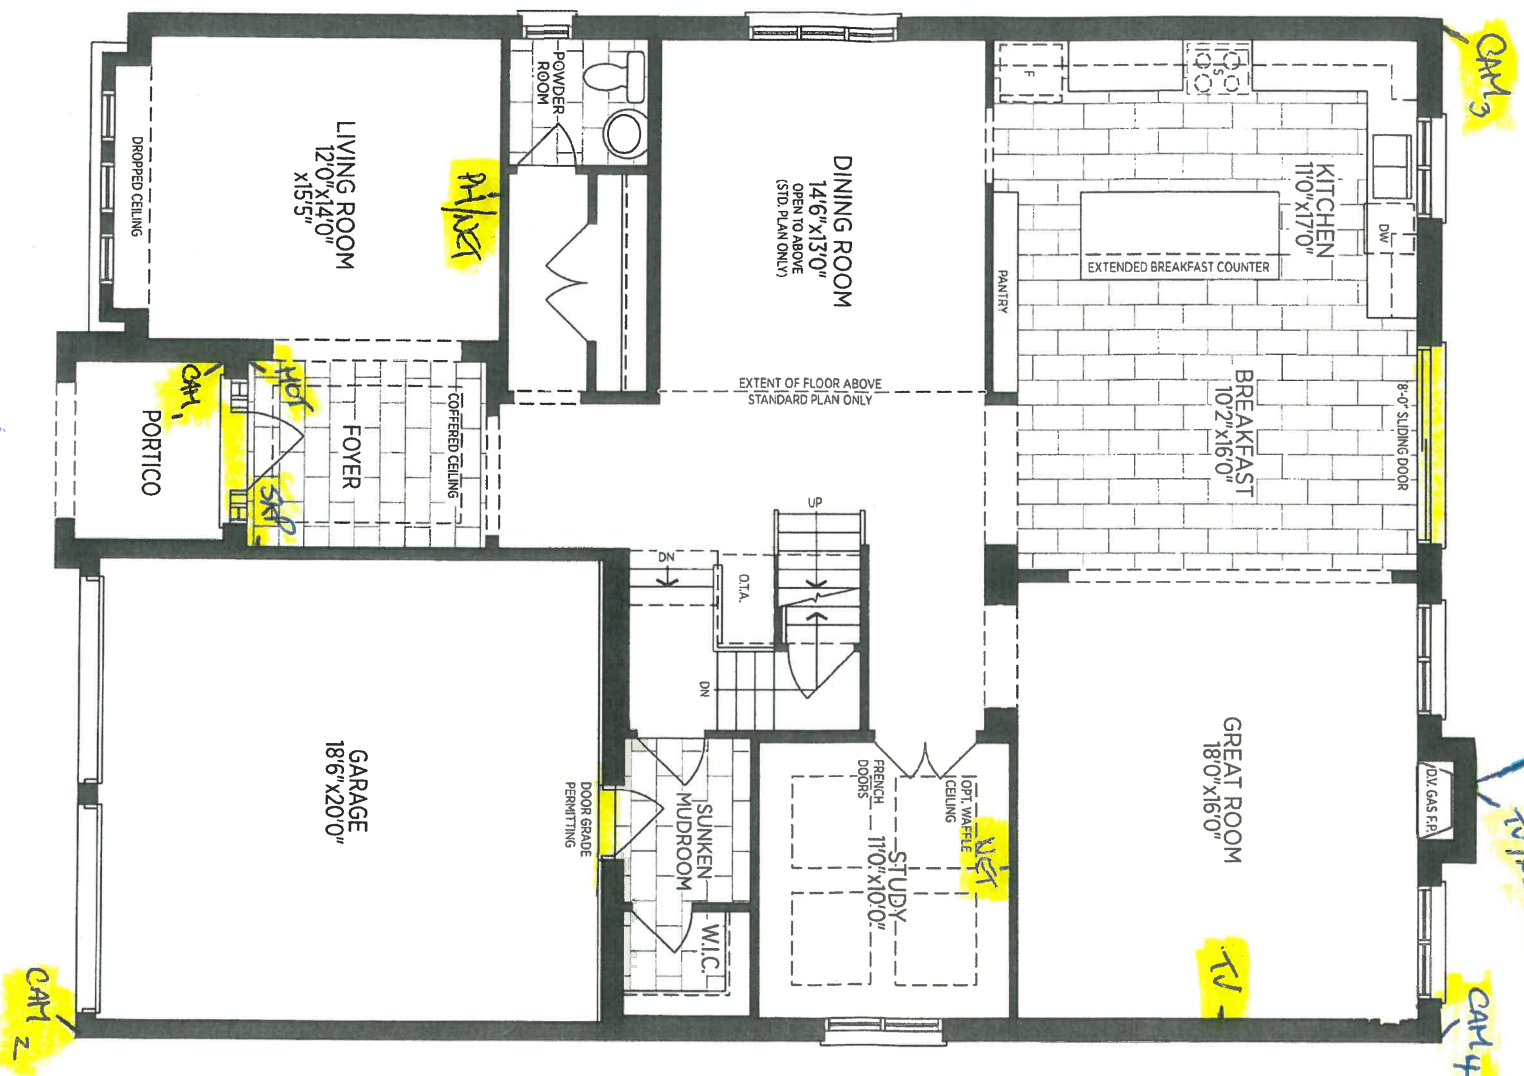 CAM 3
POWDER
ROOM
F
S
LIVING ROOM
12'0"x14'0"
x15'5"
DROPPED CEILING
PH/NET
DINING ROOM
14'6"x13'0"
OPEN TO ABOVE
(STD. PLAN ONLY)
KITCHEN
11'0"x17'0"
DW
EXTENDED BREAKFAST COUNTER
PANTRY
EXTENT OF FLOOR ABOVE
STANDARD PLAN ONLY
BREAKFAST
10'2"x16'0"
8'-0" SLIDING DOOR
CAM 1
PORTICO
HOT
FOYER
COFFERED CEILING
UP
DN
O.T.A.
DN
GREAT ROOM
18'0"x16'0"
D.V. GAS F.P.
GARAGE
18'6"x20'0"
DOOR GRADE
PERMITTING
SUNKEN
MUDROOM
W.I.C.
FRENCH
DOORS
OPT. WAFFLE
CEILING
NET
STUDY
11'0"x10'0"
TV
TV
CAM 2
CAM 4